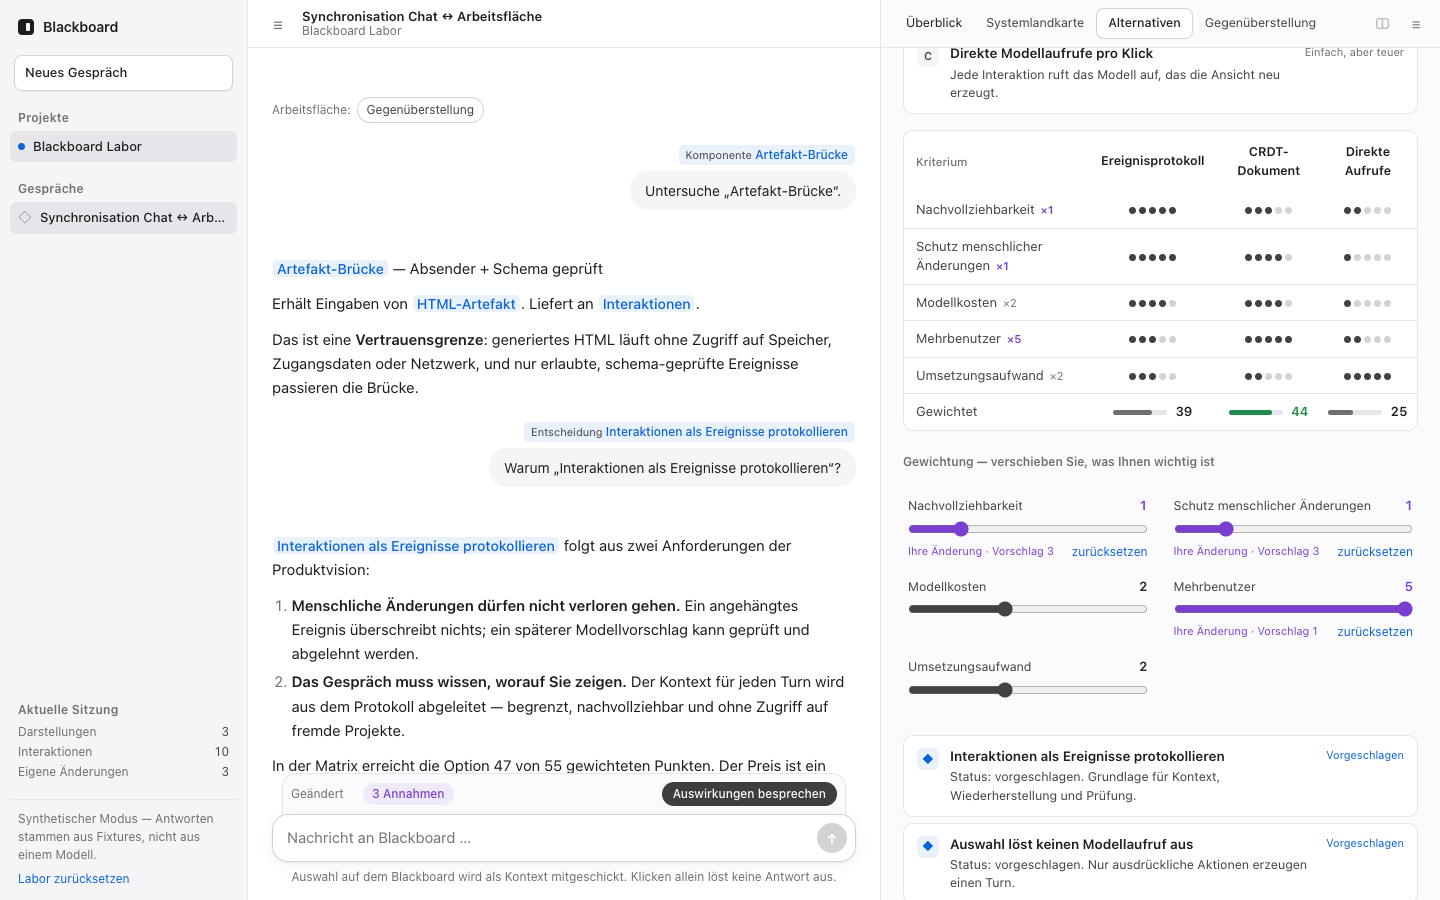 Blackboard
Neues Gespräch
Projekte
Blackboard Labor
Gespräche
Synchronisation Chat ↔ Arb...
Aktuelle Sitzung
Darstellungen 3
Interaktionen 10
Eigene Änderungen 3
Synthetischer Modus — Antworten
stammen aus Fixtures, nicht aus
einem Modell.
Labor zurücksetzen
Synchronisation Chat ↔ Arbeitsfläche
Blackboard Labor
Arbeitsfläche: Gegenüberstellung
Komponente Artefakt-Brücke
Untersuche „Artefakt-Brücke“.
Artefakt-Brücke — Absender + Schema geprüft
Erhält Eingaben von HTML-Artefakt. Liefert an Interaktionen.
Das ist eine Vertrauensgrenze: generiertes HTML läuft ohne Zugriff auf Speicher,
Zugangsdaten oder Netzwerk, und nur erlaubte, schema-geprüfte Ereignisse
passieren die Brücke.
Entscheidung Interaktionen als Ereignisse protokollieren
Warum „Interaktionen als Ereignisse protokollieren“?
Interaktionen als Ereignisse protokollieren folgt aus zwei Anforderungen der
Produktvision:
1. Menschliche Änderungen dürfen nicht verloren gehen. Ein angehängtes
Ereignis überschreibt nichts; ein späterer Modellvorschlag kann geprüft und
abgelehnt werden.
2. Das Gespräch muss wissen, worauf Sie zeigen. Der Kontext für jeden Turn wird
aus dem Protokoll abgeleitet — begrenzt, nachvollziehbar und ohne Zugriff auf
fremde Projekte.
In der Matrix erreicht die Option 47 von 55 gewichteten Punkten. Der Preis ist ein
Geändert 3 Annahmen Auswirkungen besprechen
Nachricht an Blackboard ...
Auswahl auf dem Blackboard wird als Kontext mitgeschickt. Klicken allein löst keine Antwort aus.
Überblick Systemlandkarte Alternativen Gegenüberstellung
C Direkte Modellaufrufe pro Klick Einfach, aber teuer
Jede Interaktion ruft das Modell auf, das die Ansicht neu
erzeugt.
Kriterium Ereignisprotokoll CRDT-Dokument Direkte Aufrufe
Nachvollziehbarkeit ×1
Schutz menschlicher
Änderungen ×1
Modellkosten ×2
Mehrbenutzer ×5
Umsetzungsaufwand ×2
Gewichtet 39 44 25
Gewichtung — verschieben Sie, was Ihnen wichtig ist
Nachvollziehbarkeit 1
Ihre Änderung · Vorschlag 3 zurücksetzen
Schutz menschlicher Änderungen 1
Ihre Änderung · Vorschlag 3 zurücksetzen
Modellkosten 2
Mehrbenutzer 5
Ihre Änderung · Vorschlag 1 zurücksetzen
Umsetzungsaufwand 2
Interaktionen als Ereignisse protokollieren Vorgeschlagen
Status: vorgeschlagen. Grundlage für Kontext,
Wiederherstellung und Prüfung.
Auswahl löst keinen Modellaufruf aus Vorgeschlagen
Status: vorgeschlagen. Nur ausdrückliche Aktionen erzeugen
einen Turn.